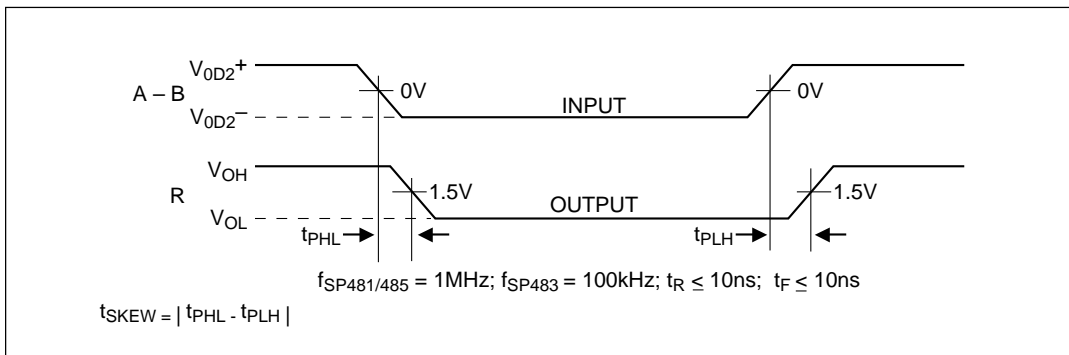 V0D2+
A – B
0V
0V
V0D2–
INPUT
VOH
R
1.5V
1.5V
VOL
OUTPUT
tPHL
tPLH
fSP481/485 = 1MHz; fSP483 = 100kHz; tR ≤ 10ns; tF ≤ 10ns
tSKEW = | tPHL - tPLH |